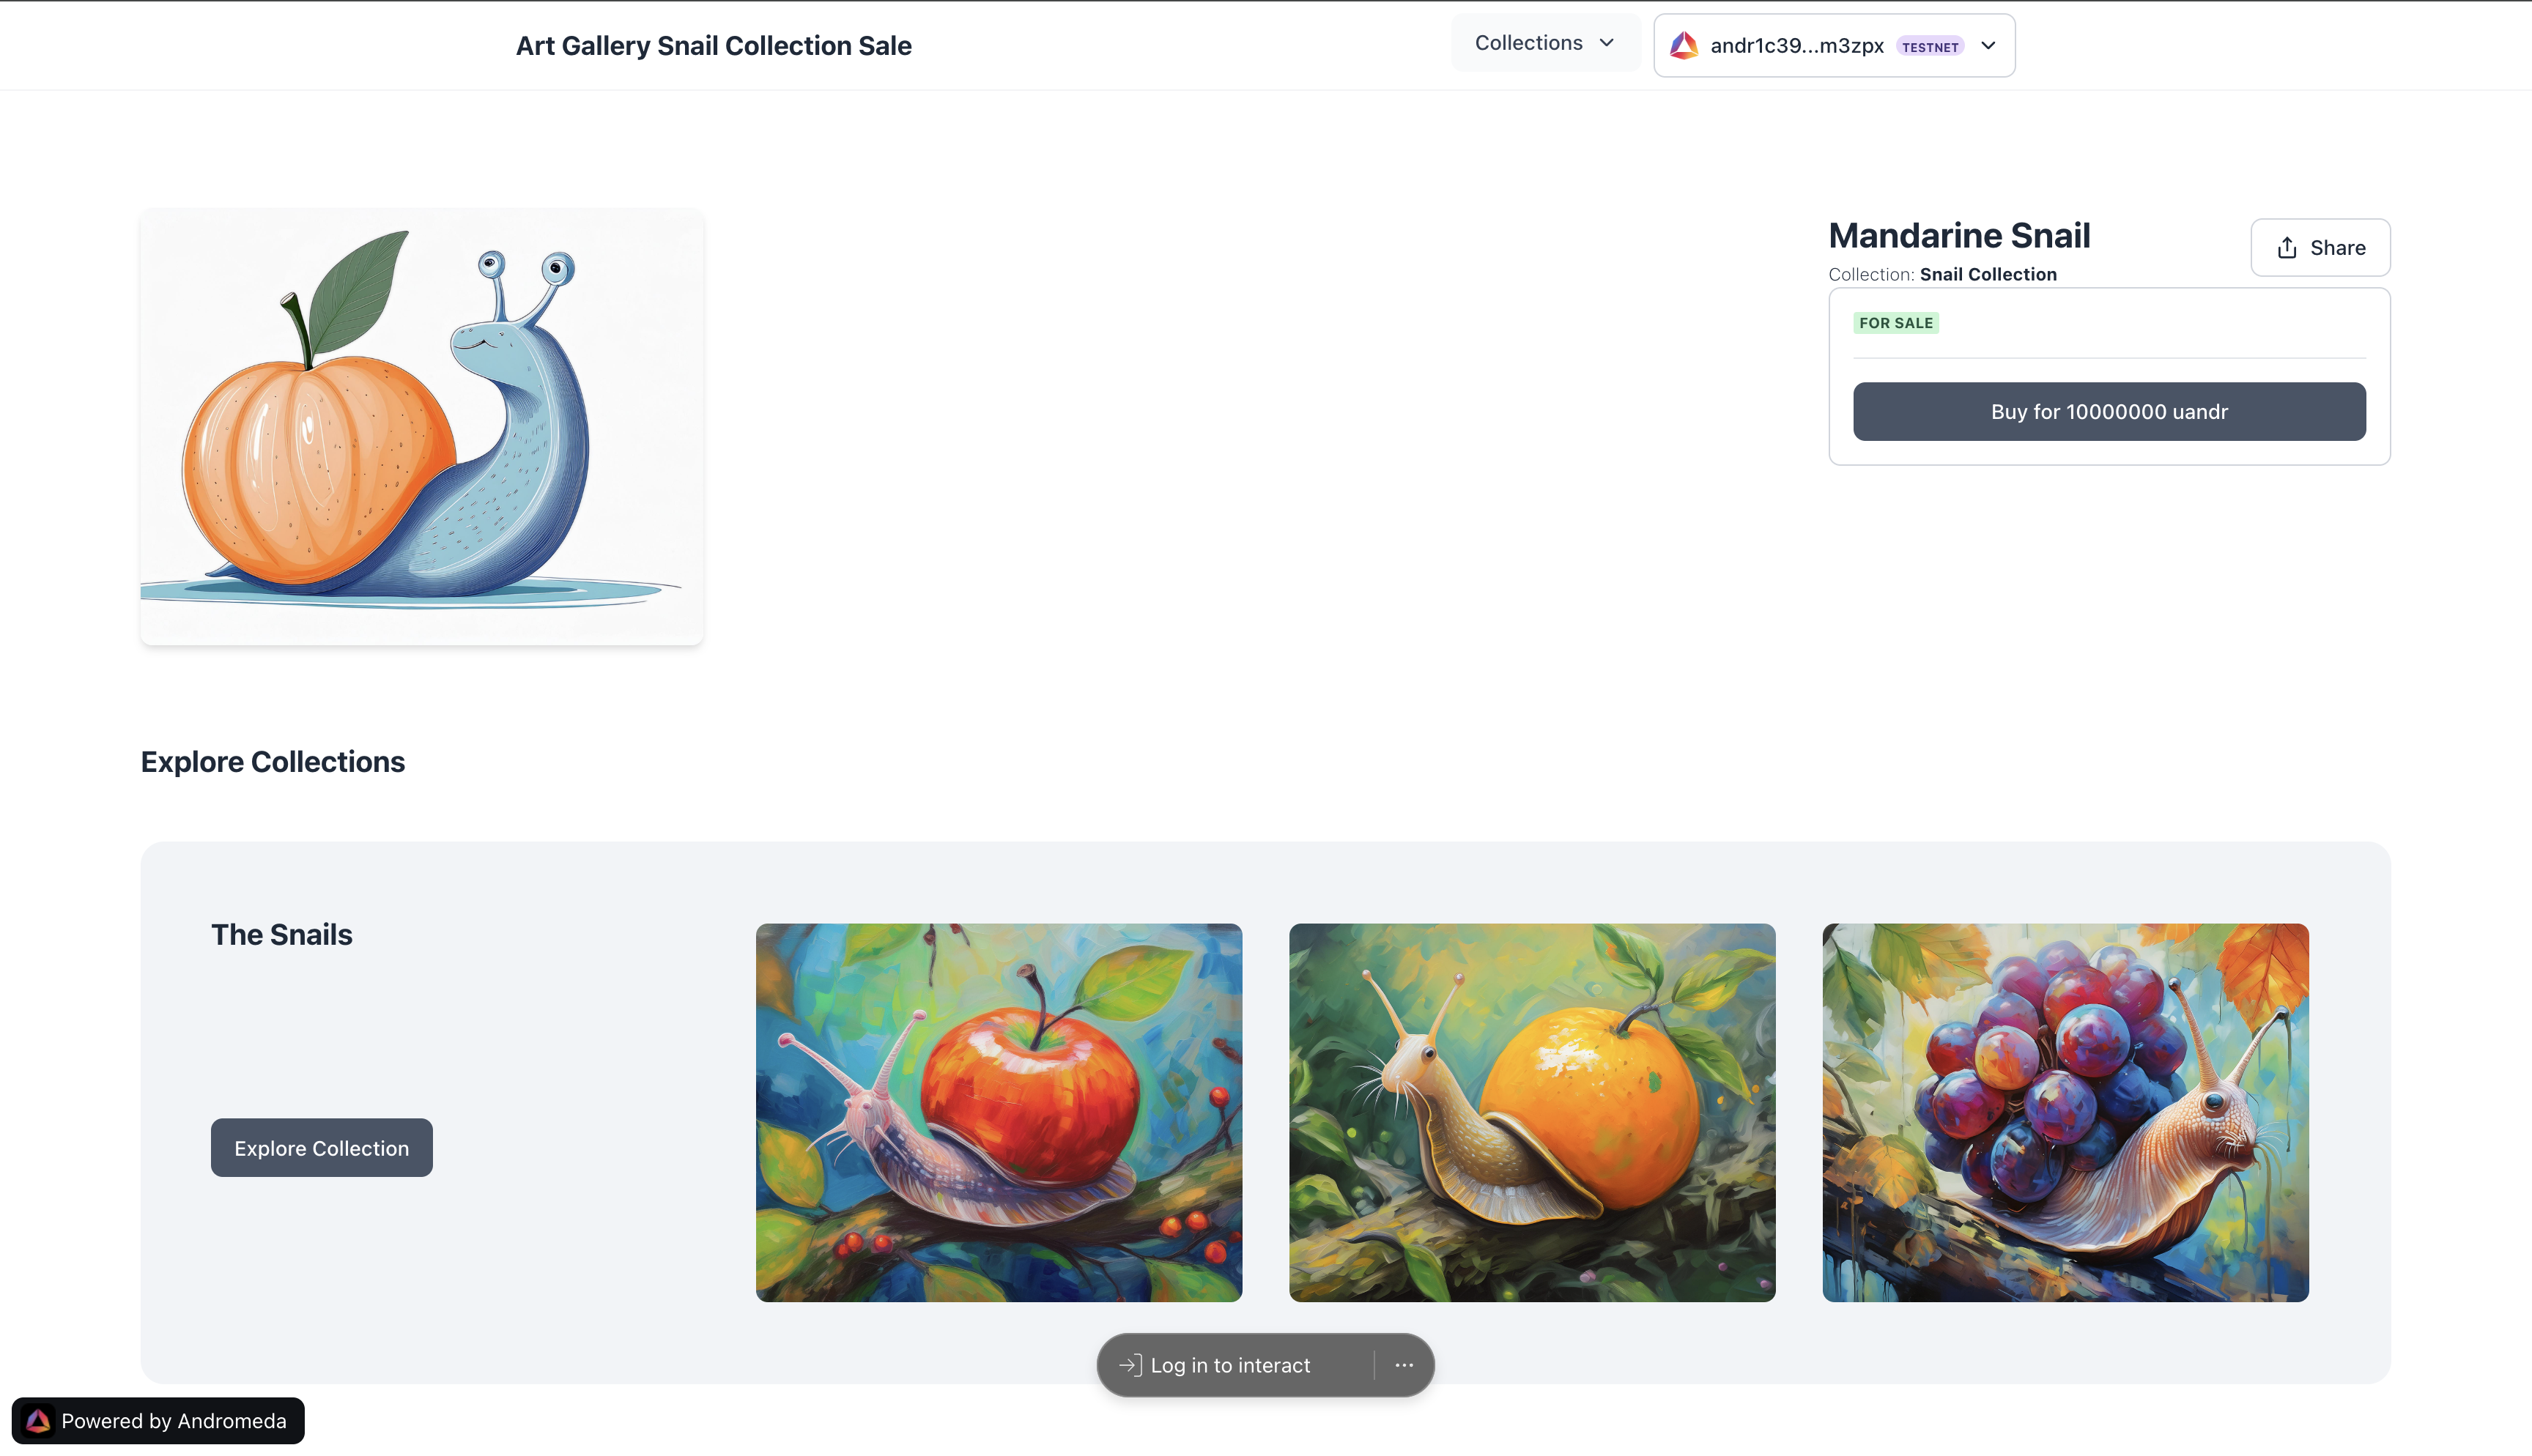 Art Gallery Snail Collection Sale
Collections
andr1c39...m3zpx TESTNET
Mandarine Snail
Share
Collection: Snail Collection
FOR SALE
Buy for 10000000 uandr
Explore Collections
The Snails
Explore Collection
Log in to interact
Powered by Andromeda